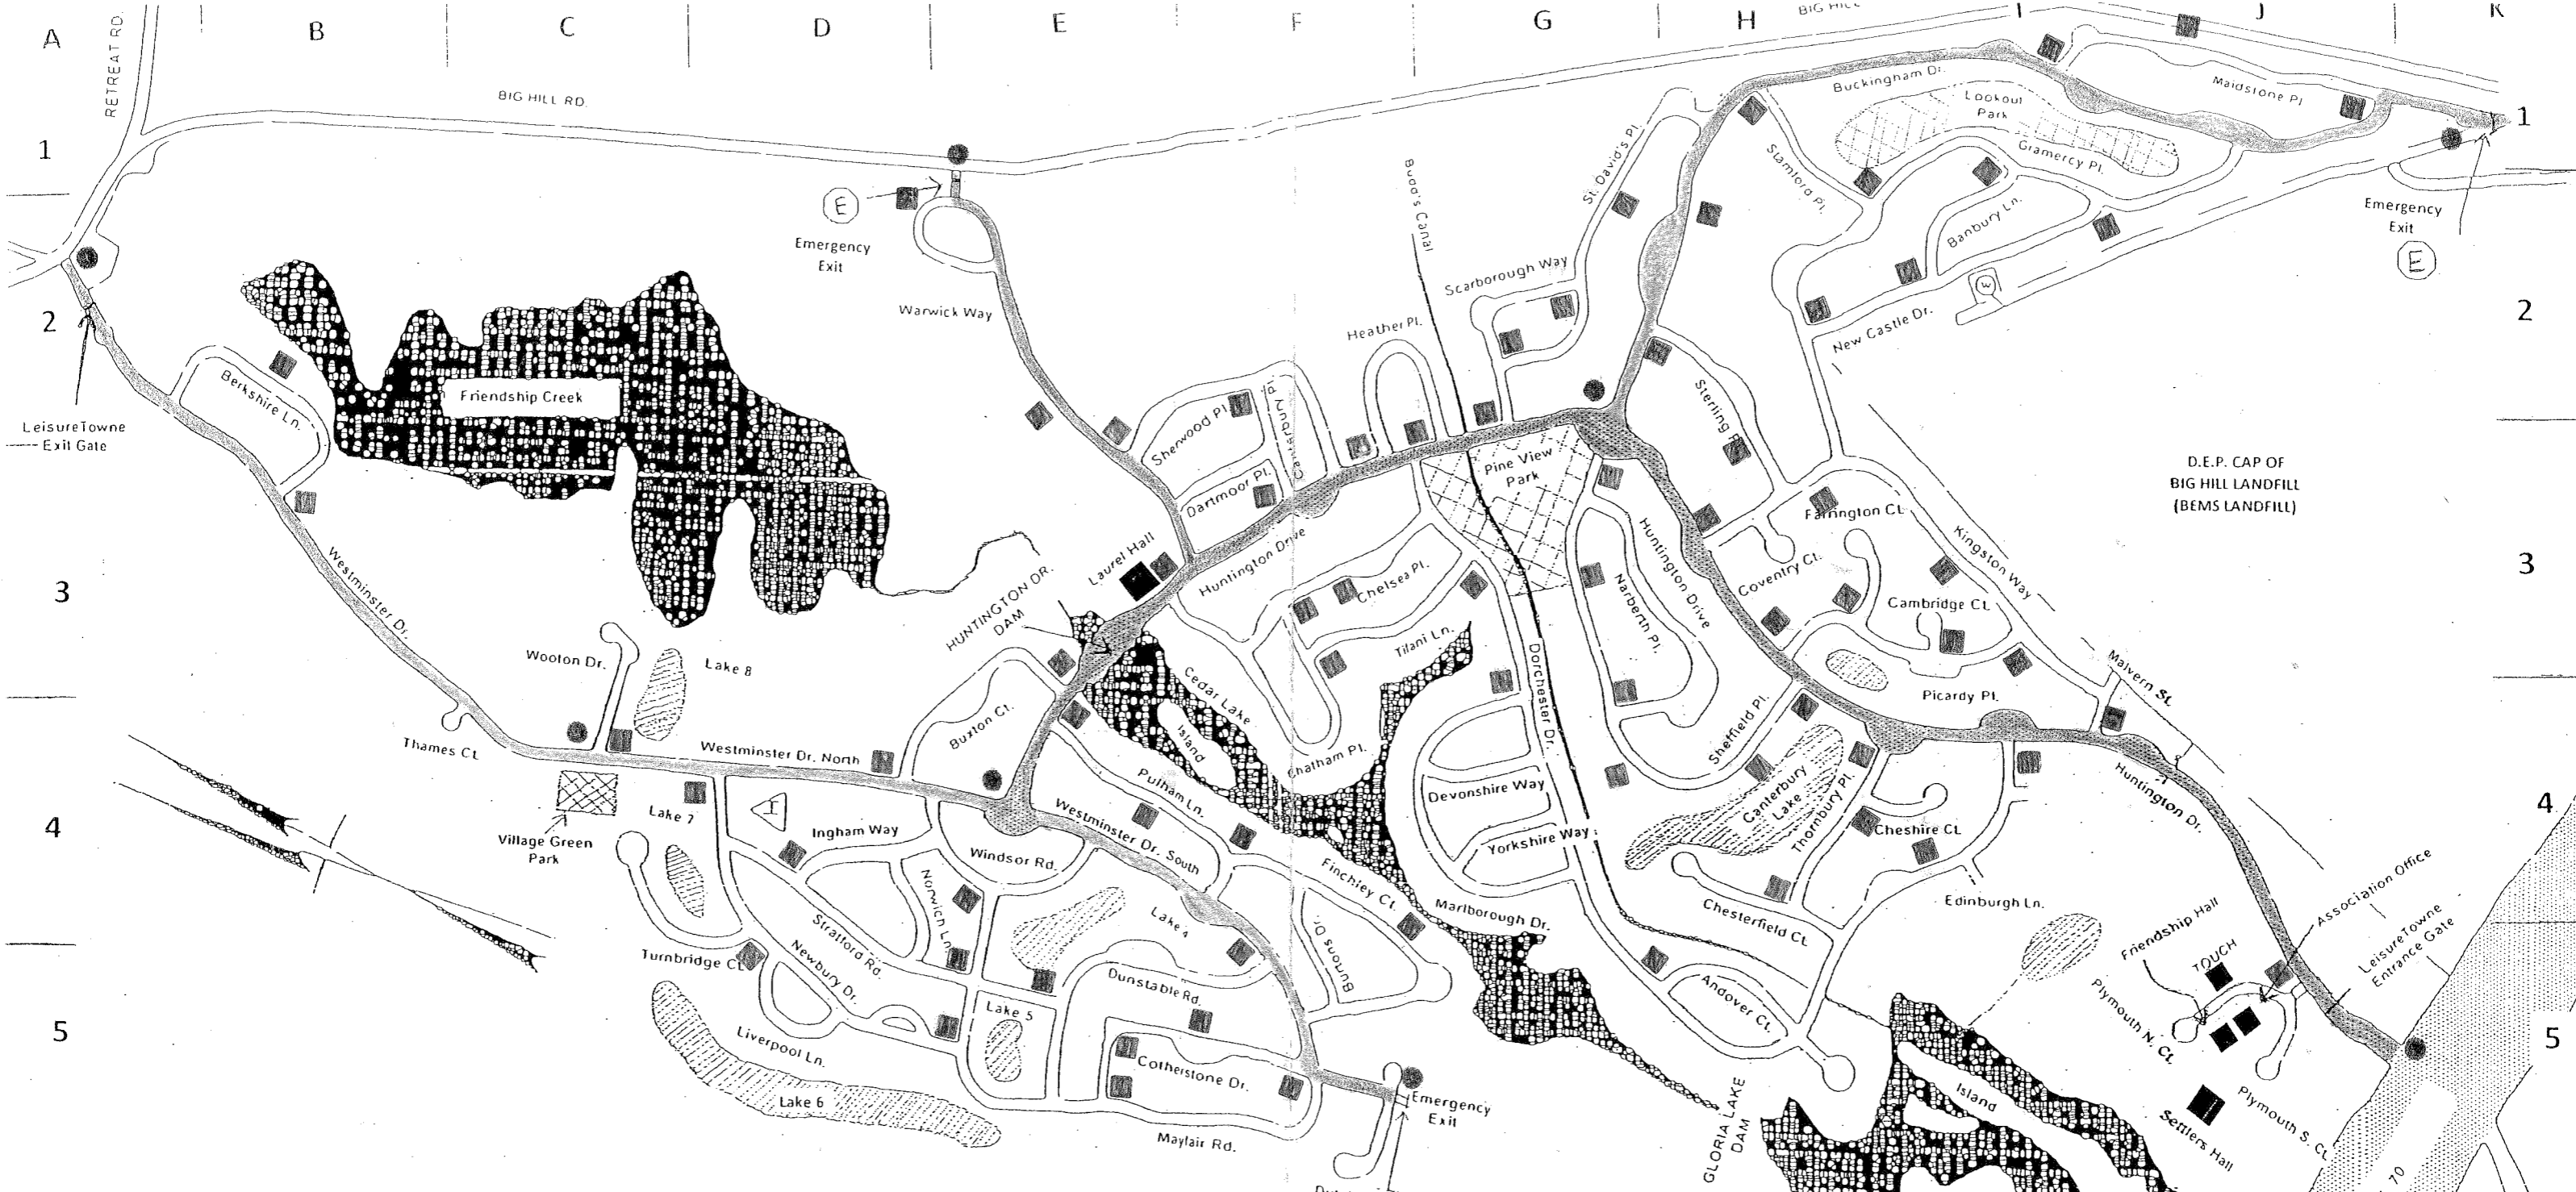 A
B
C
D
E
F
G
H
I
J
K
RETREAT RD.
BIG HILL RD.
1
1
E
Emergency
Exit
Budd's Canal
St. David's Pl.
Scarborough Way
Heather Pl.
Buckingham Dr.
Lookout
Park
Maidstone Pl.
Gramercy Pl.
Stamford Pl.
Banbury Ln.
W
New Castle Dr.
Emergency
Exit
E
2
2
LeisureTowne
Exit Gate
Berkshire Ln.
Friendship Creek
Warwick Way
Sherwood Pl.
Canterbury Pl.
Dartmoor Pl.
Pine View
Park
Sterling
D.E.P. CAP OF
BIG HILL LANDFILL
(BEMS LANDFILL)
3
3
Westminster Dr.
Wooton Dr.
Lake 8
HUNTINGTON DR.
DAM
Laurel Hall
Huntington Drive
Chelsea Pl.
Tilani Ln.
Cedar Lake
Island
Chatham Pl.
Dorchester Dr.
Narberth Pl.
Huntington Drive
Farrington Ct.
Coventry Ct.
Cambridge Ct.
Kingston Way
Picardy Pl.
Malvern St.
Sheffield Pl.
Thames Ct.
Westminster Dr. North
Buxton Ct.
4
4
Village Green
Park
Lake 7
I
Ingham Way
Windsor Rd.
Pulham Ln.
Westminster Dr. South
Norwich Ln.
Stratford Rd.
Newbury Dr.
Turnbridge Ct.
Lake 4
Finchley Ct.
Burtons Dr.
Marlborough Dr.
Devonshire Way
Yorkshire Way
Canterbury
Lake
Thornbury Pl.
Cheshire Ct.
Chesterfield Ct.
Edinburgh Ln.
Huntington Dr.
Association Office
LeisureTowne
Entrance Gate
Friendship Hall
TOUCH
5
5
Liverpool Ln.
Lake 6
Lake 5
Dunstable Rd.
Cotherstone Dr.
Mayfair Rd.
Emergency
Exit
Andover Ct.
GLORIA LAKE
DAM
Island
Plymouth N. Ct.
Plymouth S. Ct.
Settlers Hall
70